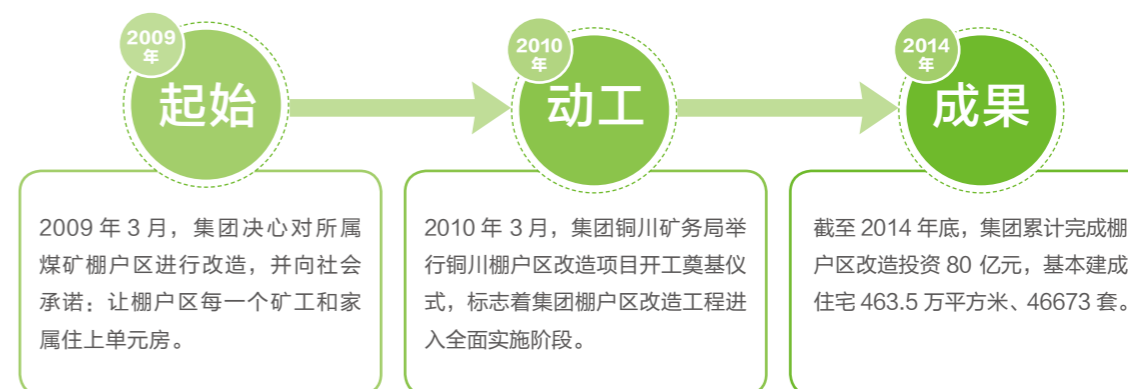 2009
年
起始
2010
年
动工
2014
年
成果
2009 年 3 月，集团决心对所属
煤矿棚户区进行改造，并向社会
承诺：让棚户区每一个矿工和家
属住上单元房。
2010 年 3 月，集团铜川矿务局举
行铜川棚户区改造项目开工奠基仪
式，标志着集团棚户区改造工程进
入全面实施阶段。
截至 2014 年底，集团累计完成棚
户区改造投资 80 亿元，基本建成
住宅 463.5 万平方米、46673 套。